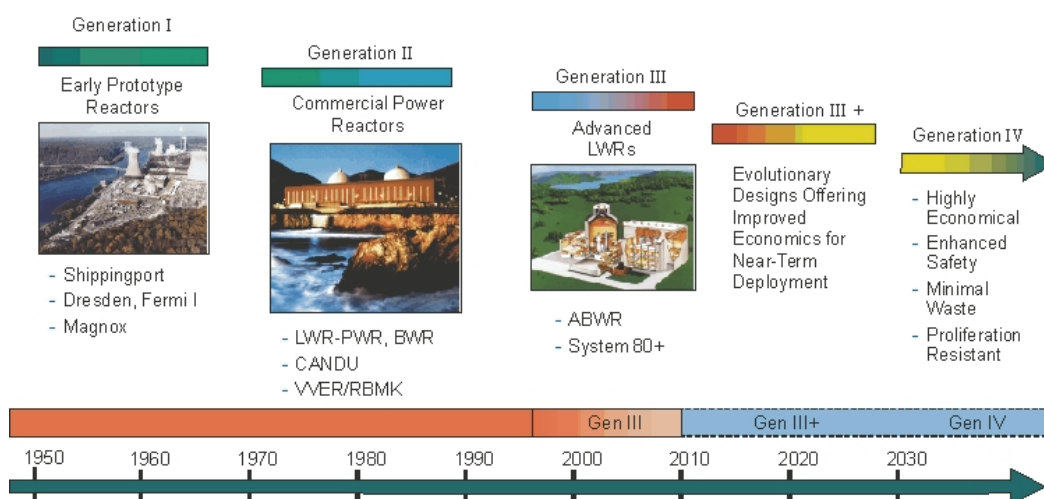 Generation I
Early Prototype
Reactors
- Shippingport
- Dresden, Fermi I
- Magnox
Generation II
Commercial Power
Reactors
- LWR-PWR, BWR
- CANDU
- VVER/RBMK
Generation III
Advanced
LWRs
- ABWR
- System 80+
Generation III +
Evolutionary
Designs Offering
Improved
Economics for
Near-Term
Deployment
Generation IV
- Highly
Economical
- Enhanced
Safety
- Minimal
Waste
- Proliferation
Resistant
Gen III
Gen III+
Gen IV
1950
1960
1970
1980
1990
2000
2010
2020
2030